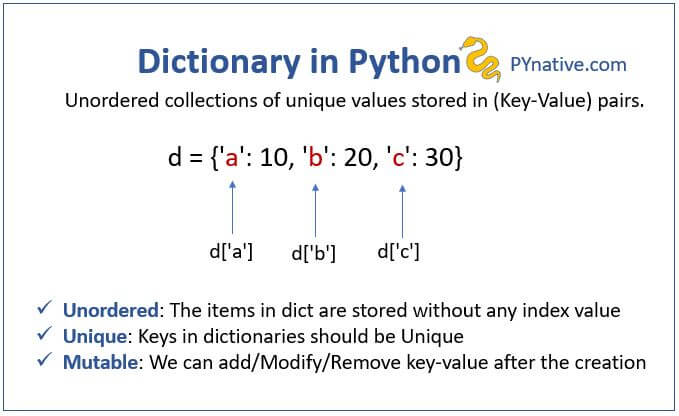 Dictionary in Python PYnative.com
Unordered collections of unique values stored in (Key-Value) pairs.
d = {'a': 10, 'b': 20, 'c': 30}
d['a'] d['b'] d['c']
✓ Unordered: The items in dict are stored without any index value
✓ Unique: Keys in dictionaries should be Unique
✓ Mutable: We can add/Modify/Remove key-value after the creation